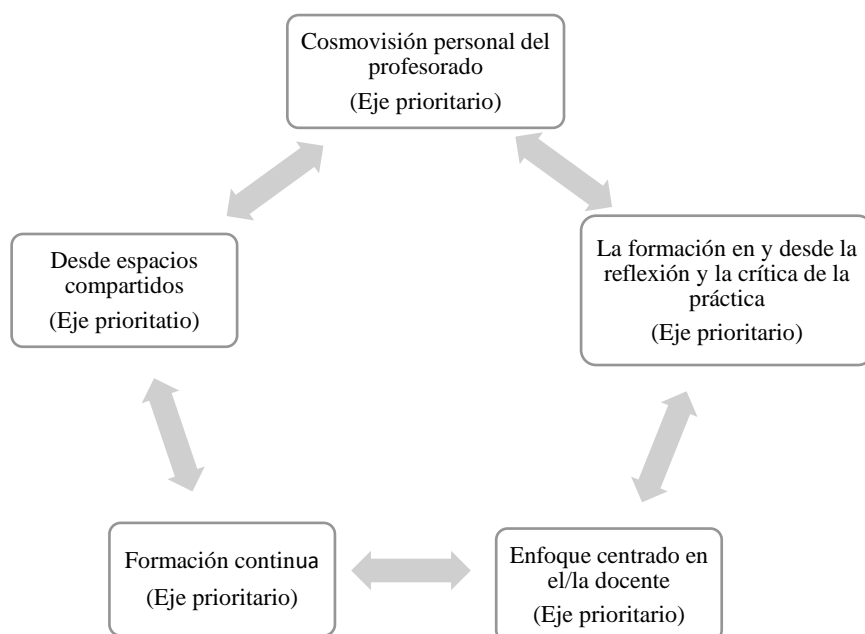 Cosmovisión personal del
profesorado
(Eje prioritario)
La formación en y desde la
reflexión y la crítica de la
práctica
(Eje prioritario)
Enfoque centrado en
el/la docente
(Eje prioritario)
Formación continua
(Eje prioritario)
Desde espacios
compartidos
(Eje prioritatio)